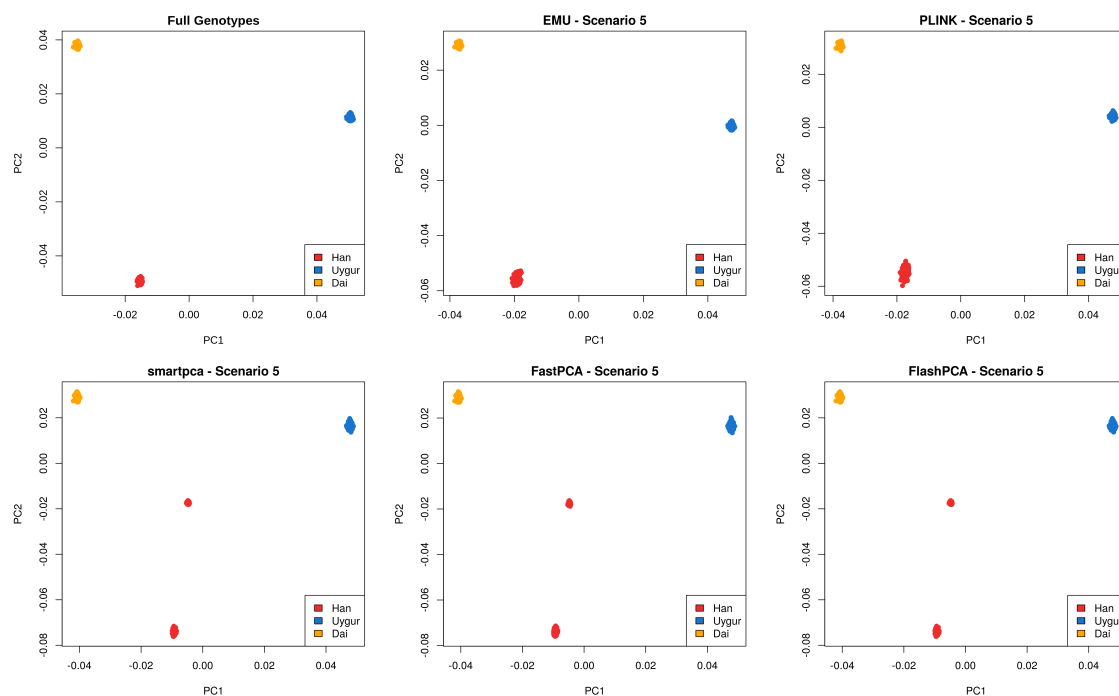 Full Genotypes
PC2
0.04
0.02
0.00
-0.02
-0.04
-0.02 0.00 0.02 0.04
PC1
Han
Uygur
Dai
EMU - Scenario 5
PC2
0.02
0.00
-0.02
-0.04
-0.06
-0.04 -0.02 0.00 0.02 0.04
PC1
Han
Uygur
Dai
PLINK - Scenario 5
PC2
0.02
0.00
-0.02
-0.04
-0.06
-0.04 -0.02 0.00 0.02 0.04
PC1
Han
Uygur
Dai
smartpca - Scenario 5
PC2
0.02
0.00
-0.02
-0.04
-0.06
-0.08
-0.04 -0.02 0.00 0.02 0.04
PC1
Han
Uygur
Dai
FastPCA - Scenario 5
PC2
0.02
0.00
-0.02
-0.04
-0.06
-0.08
-0.04 -0.02 0.00 0.02 0.04
PC1
Han
Uygur
Dai
FlashPCA - Scenario 5
PC2
0.02
0.00
-0.02
-0.04
-0.06
-0.08
-0.04 -0.02 0.00 0.02 0.04
PC1
Han
Uygur
Dai